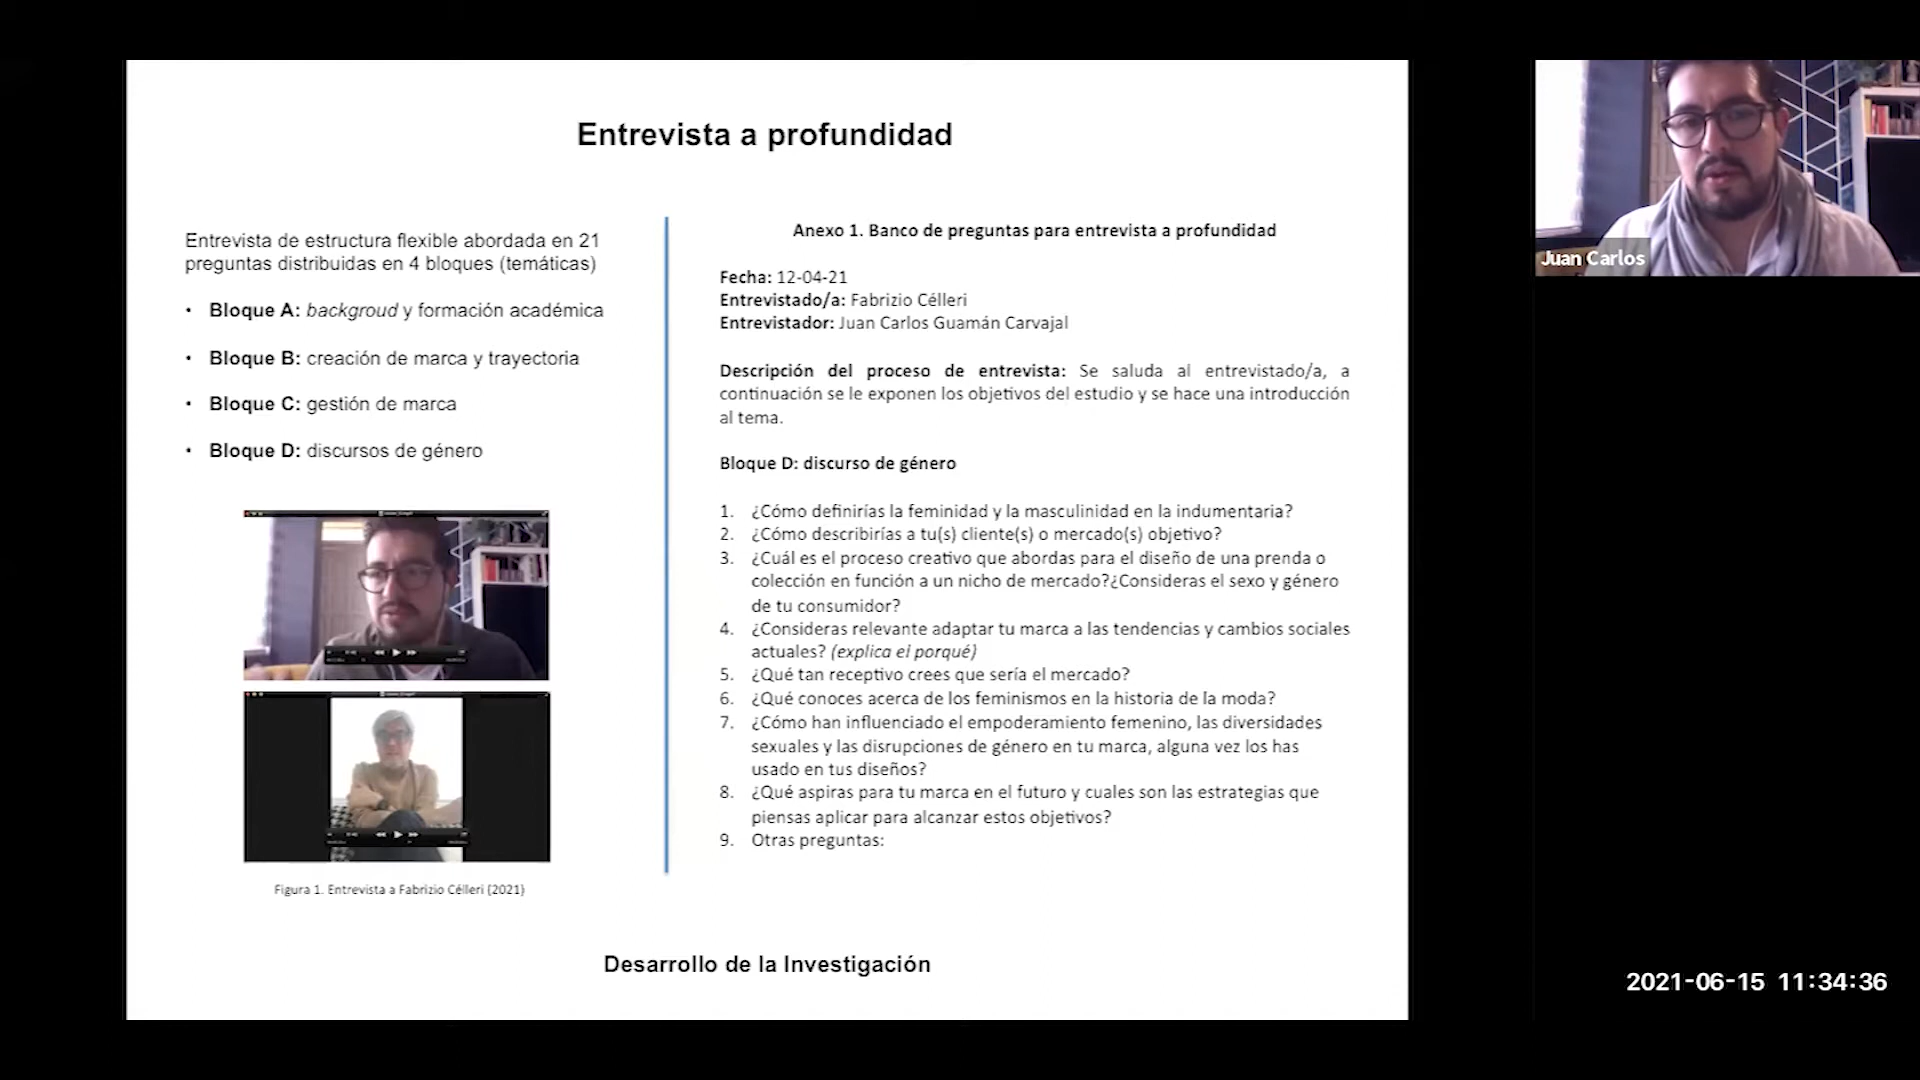 Entrevista a profundidad
Entrevista de estructura flexible abordada en 21
preguntas distribuidas en 4 bloques (temáticas)
• Bloque A: backgroud y formación académica
• Bloque B: creación de marca y trayectoria
• Bloque C: gestión de marca
• Bloque D: discursos de género
Figura 1. Entrevista a Fabrizio Célleri (2021)
Anexo 1. Banco de preguntas para entrevista a profundidad
Fecha: 12-04-21
Entrevistado/a: Fabrizio Célleri
Entrevistador: Juan Carlos Guamán Carvajal
Descripción del proceso de entrevista: Se saluda al entrevistado/a, a
continuación se le exponen los objetivos del estudio y se hace una introducción
al tema.
Bloque D: discurso de género
1. ¿Cómo definirías la feminidad y la masculinidad en la indumentaria?
2. ¿Cómo describirías a tu(s) cliente(s) o mercado(s) objetivo?
3. ¿Cuál es el proceso creativo que abordas para el diseño de una prenda o
colección en función a un nicho de mercado?¿Consideras el sexo y género
de tu consumidor?
4. ¿Consideras relevante adaptar tu marca a las tendencias y cambios sociales
actuales? (explica el porqué)
5. ¿Qué tan receptivo crees que sería el mercado?
6. ¿Qué conoces acerca de los feminismos en la historia de la moda?
7. ¿Cómo han influenciado el empoderamiento femenino, las diversidades
sexuales y las disrupciones de género en tu marca, alguna vez los has
usado en tus diseños?
8. ¿Qué aspiras para tu marca en el futuro y cuales son las estrategias que
piensas aplicar para alcanzar estos objetivos?
9. Otras preguntas:
Desarrollo de la Investigación
Juan Carlos
2021-06-15 11:34:36